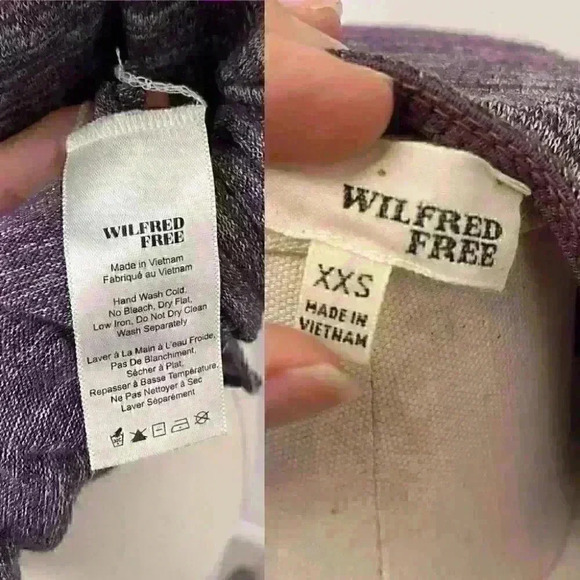 WILFRED
FREE
Made in Vietnam
Fabriqué au Vietnam
Hand Wash Cold,
No Bleach, Dry Flat,
Low Iron, Do Not Dry Clean
Wash Separately
Laver à La Main à L'eau Froide,
Pas De Blanchiment,
Sécher à Plat,
Repasser à Basse Température,
Ne Pas Nettoyer à Sec
Laver Séparément
WILFRED
FREE
XXS
MADE IN
VIETNAM